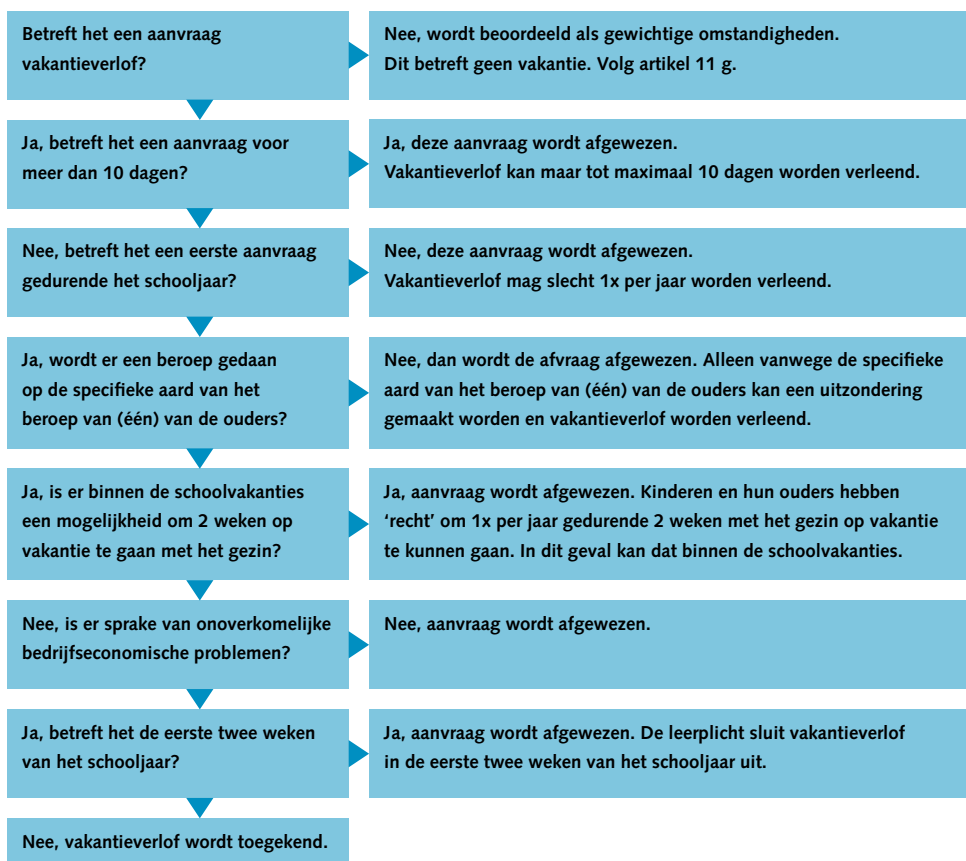 Betreft het een aanvraag
vakantieverlof?
Nee, wordt beoordeeld als gewichtige omstandigheden.
Dit betreft geen vakantie. Volg artikel 11 g.
Ja, betreft het een aanvraag voor
meer dan 10 dagen?
Ja, deze aanvraag wordt afgewezen.
Vakantieverlof kan maar tot maximaal 10 dagen worden verleend.
Nee, betreft het een eerste aanvraag
gedurende het schooljaar?
Nee, deze aanvraag wordt afgewezen.
Vakantieverlof mag slecht 1x per jaar worden verleend.
Ja, wordt er een beroep gedaan
op de specifieke aard van het
beroep van (één) van de ouders?
Nee, dan wordt de afvraag afgewezen. Alleen vanwege de specifieke
aard van het beroep van (één) van de ouders kan een uitzondering
gemaakt worden en vakantieverlof worden verleend.
Ja, is er binnen de schoolvakanties
een mogelijkheid om 2 weken op
vakantie te gaan met het gezin?
Ja, aanvraag wordt afgewezen. Kinderen en hun ouders hebben
‘recht’ om 1x per jaar gedurende 2 weken met het gezin op vakantie
te kunnen gaan. In dit geval kan dat binnen de schoolvakanties.
Nee, is er sprake van onoverkomelijke
bedrijfseconomische problemen?
Nee, aanvraag wordt afgewezen.
Ja, betreft het de eerste twee weken
van het schooljaar?
Ja, aanvraag wordt afgewezen. De leerplicht sluit vakantieverlof
in de eerste twee weken van het schooljaar uit.
Nee, vakantieverlof wordt toegekend.